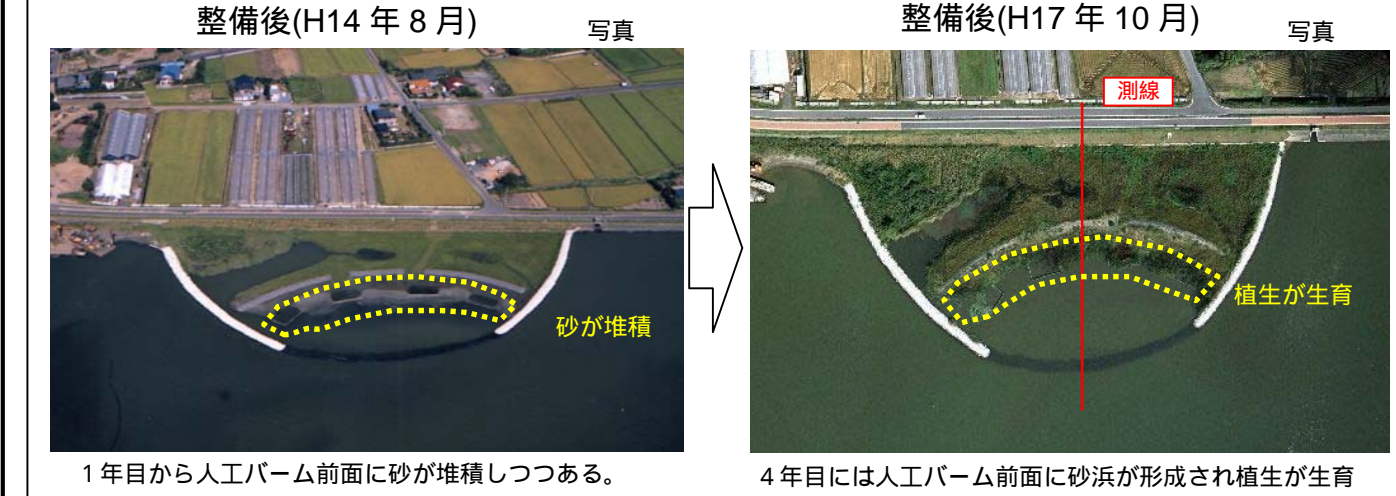 整備後(H14 年 8 月)
写真
砂が堆積
1年目から人工バーム前面に砂が堆積しつつある。
整備後(H17 年 10 月)
写真
測線
植生が生育
4年目には人工バーム前面に砂浜が形成され植生が生育